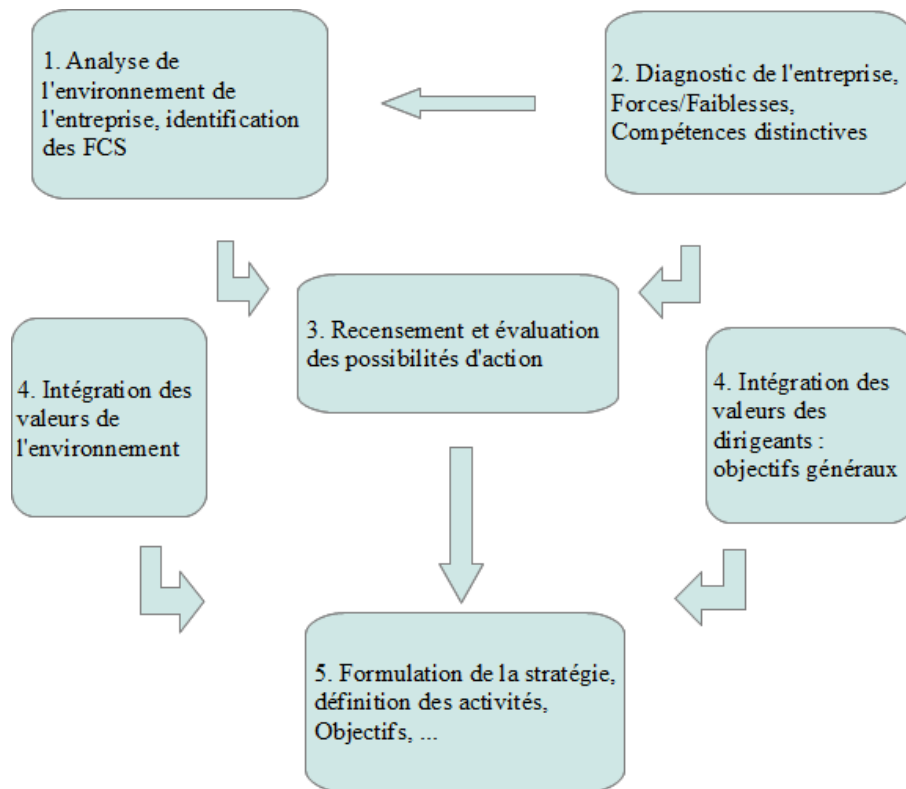 1. Analyse de
l'environnement de
l'entreprise, identification
des FCS
2. Diagnostic de l'entreprise,
Forces/Faiblesses,
Compétences distinctives
3. Recensement et évaluation
des possibilités d'action
4. Intégration des
valeurs de
l'environnement
4. Intégration des
valeurs des
dirigeants :
objectifs généraux
5. Formulation de la stratégie,
définition des activités,
Objectifs, ...